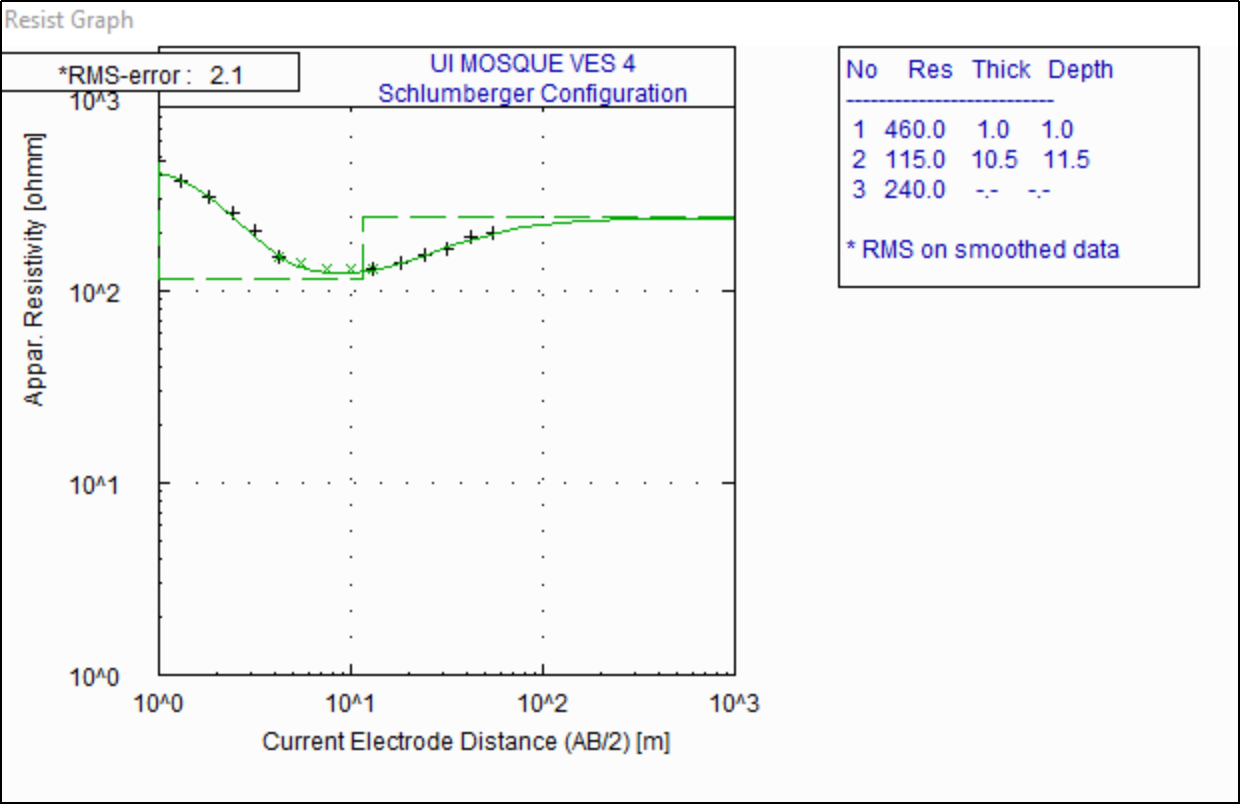 Resist Graph
*RMS-error : 2.1
UI MOSQUE VES 4
Schlumberger Configuration
10^3
10^2
10^1
10^0
Appar. Resistivity [ohmm]
10^0 10^1 10^2 10^3
Current Electrode Distance (AB/2) [m]
No Res Thick Depth
---------------------------
1 460.0 1.0 1.0
2 115.0 10.5 11.5
3 240.0 -.- -.-
* RMS on smoothed data